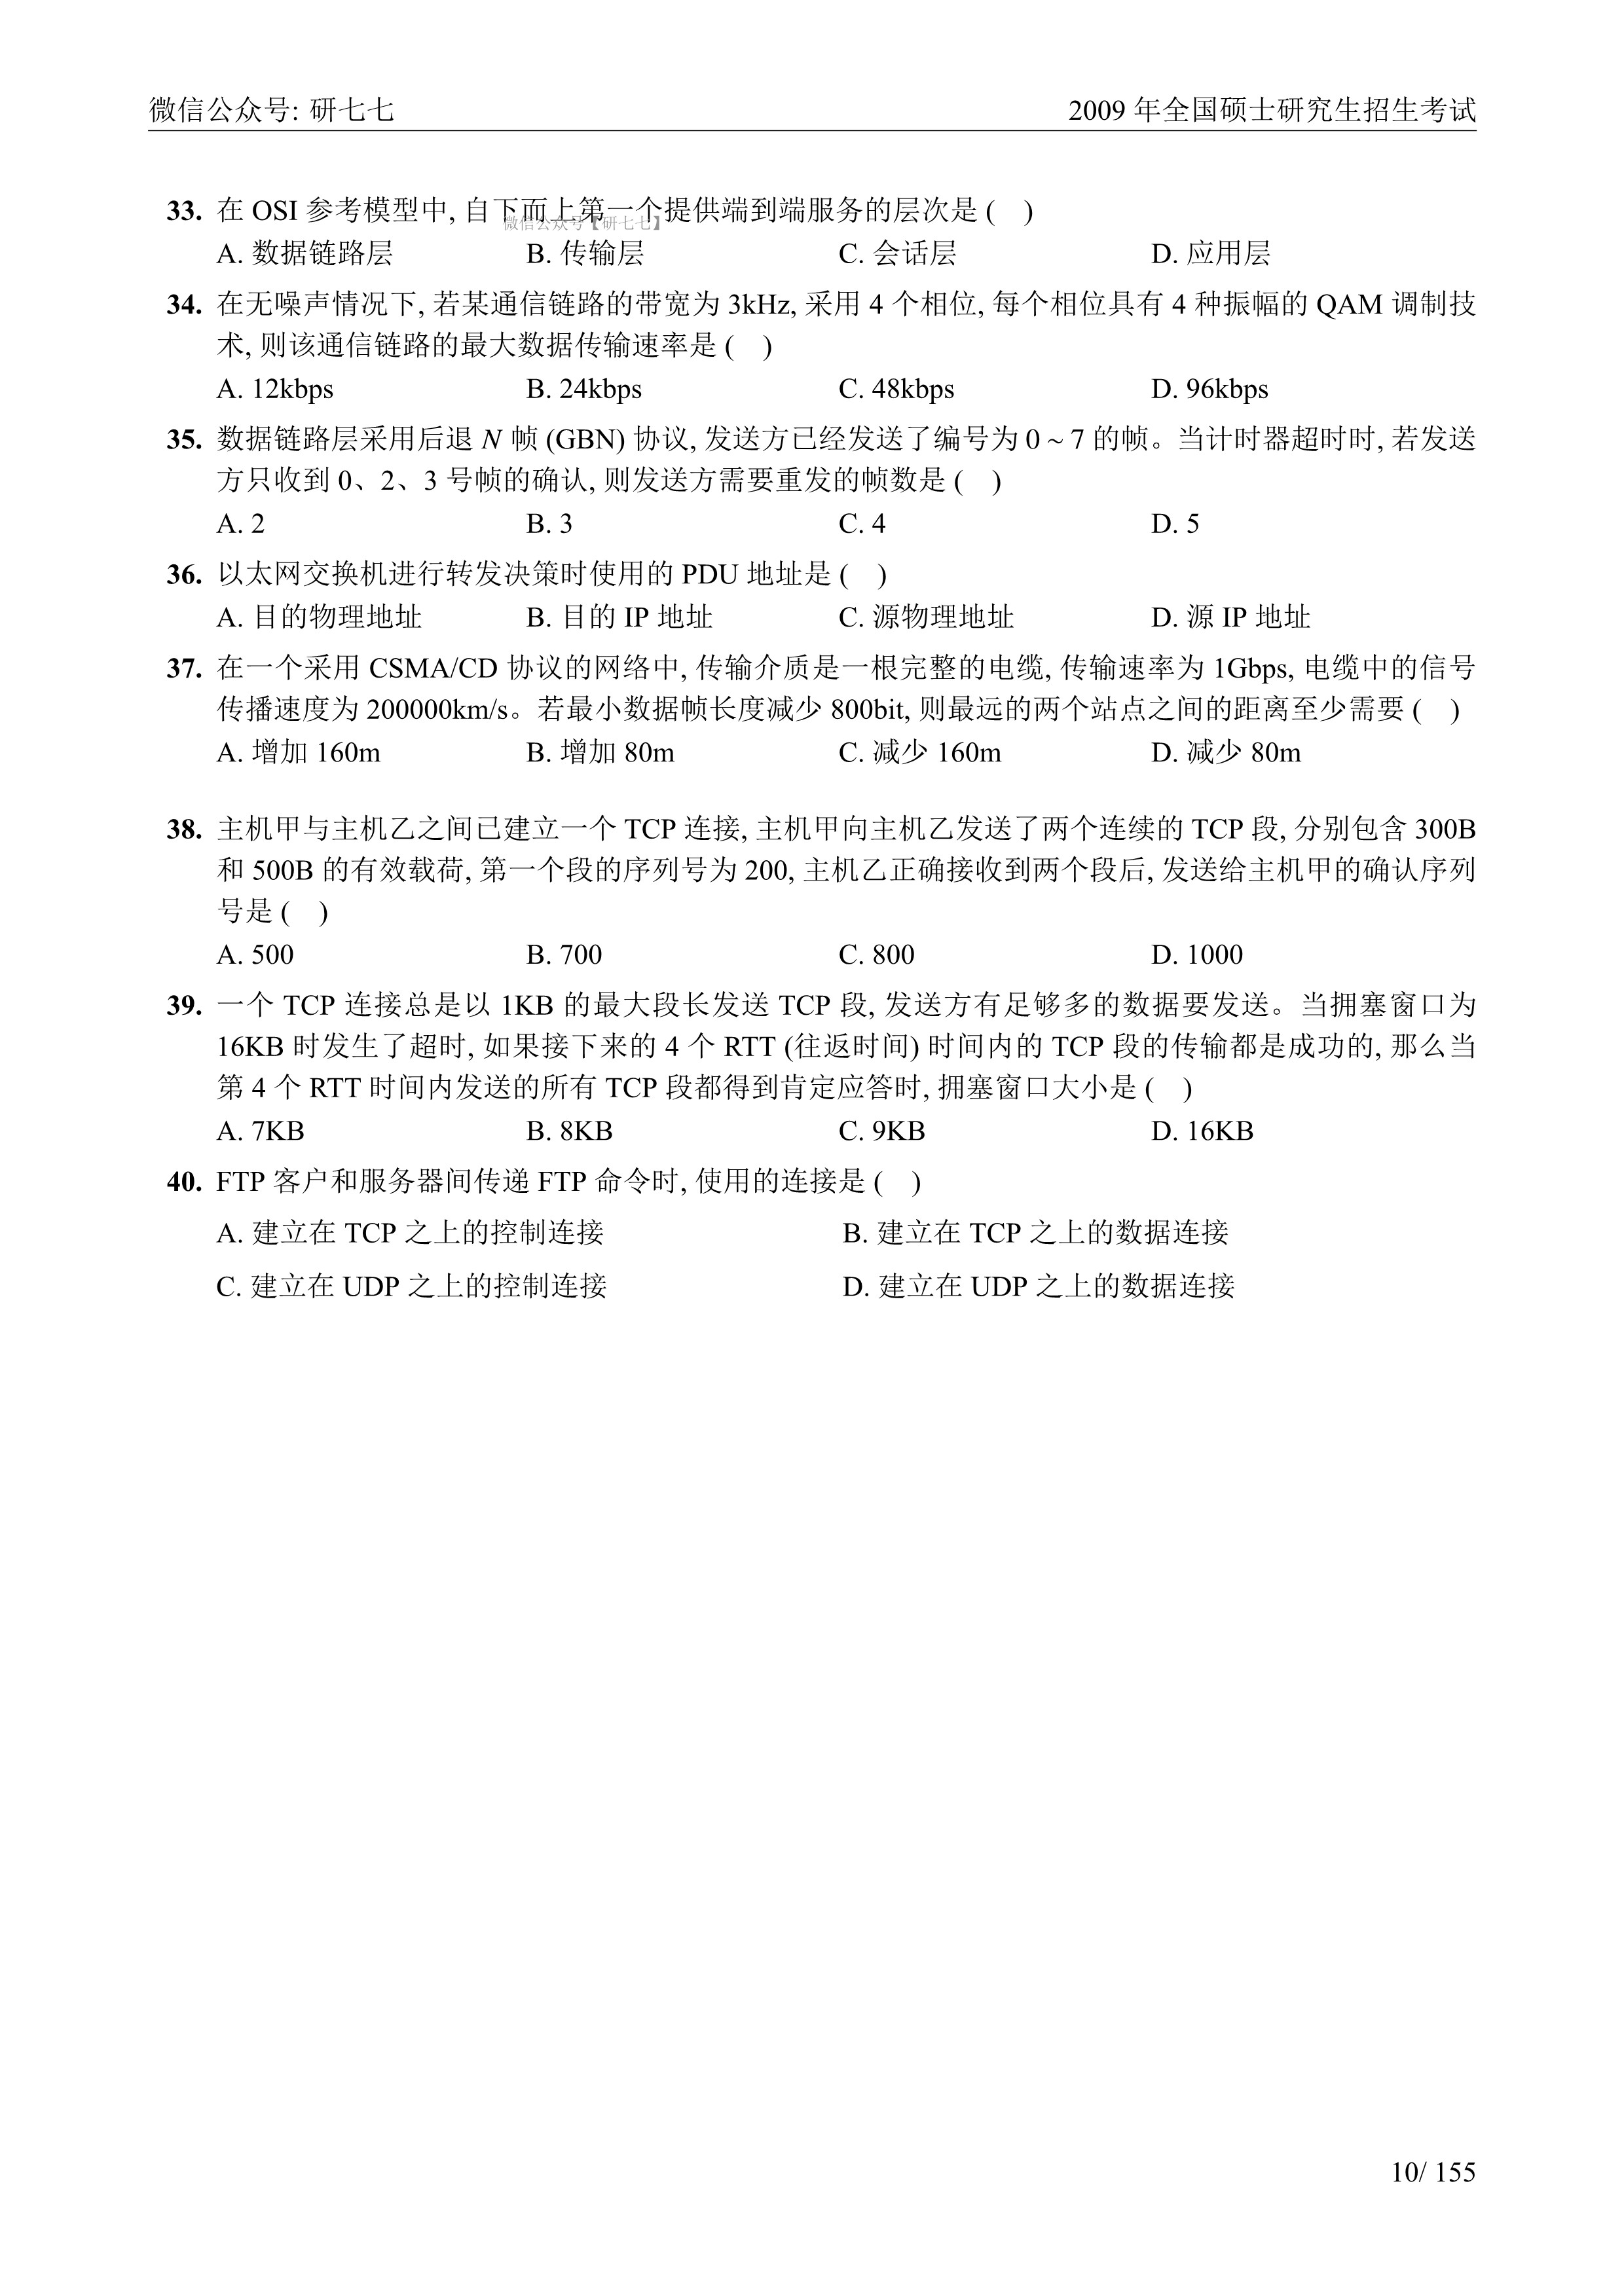 微信公众号: 研七七 2009 年全国硕士研究生招生考试
33. 在 OSI 参考模型中, 自下而上第一个提供端到端服务的层次是 ( )
微信公众号【研七七】
A. 数据链路层 B. 传输层 C. 会话层 D. 应用层
34. 在无噪声情况下, 若某通信链路的带宽为 3kHz, 采用 4 个相位, 每个相位具有 4 种振幅的 QAM 调制技
术, 则该通信链路的最大数据传输速率是 ( )
A. 12kbps B. 24kbps C. 48kbps D. 96kbps
35. 数据链路层采用后退 N 帧 (GBN) 协议, 发送方已经发送了编号为 0 ~ 7 的帧。当计时器超时时, 若发送
方只收到 0、2、3 号帧的确认, 则发送方需要重发的帧数是 ( )
A. 2 B. 3 C. 4 D. 5
36. 以太网交换机进行转发决策时使用的 PDU 地址是 ( )
A. 目的物理地址 B. 目的 IP 地址 C. 源物理地址 D. 源 IP 地址
37. 在一个采用 CSMA/CD 协议的网络中, 传输介质是一根完整的电缆, 传输速率为 1Gbps, 电缆中的信号
传播速度为 200000km/s。若最小数据帧长度减少 800bit, 则最远的两个站点之间的距离至少需要 ( )
A. 增加 160m B. 增加 80m C. 减少 160m D. 减少 80m
38. 主机甲与主机乙之间已建立一个 TCP 连接, 主机甲向主机乙发送了两个连续的 TCP 段, 分别包含 300B
和 500B 的有效载荷, 第一个段的序列号为 200, 主机乙正确接收到两个段后, 发送给主机甲的确认序列
号是 ( )
A. 500 B. 700 C. 800 D. 1000
39. 一个 TCP 连接总是以 1KB 的最大段长发送 TCP 段, 发送方有足够多的数据要发送。当拥塞窗口为
16KB 时发生了超时, 如果接下来的 4 个 RTT (往返时间) 时间内的 TCP 段的传输都是成功的, 那么当
第 4 个 RTT 时间内发送的所有 TCP 段都得到肯定应答时, 拥塞窗口大小是 ( )
A. 7KB B. 8KB C. 9KB D. 16KB
40. FTP 客户和服务器间传递 FTP 命令时, 使用的连接是 ( )
A. 建立在 TCP 之上的控制连接 B. 建立在 TCP 之上的数据连接
C. 建立在 UDP 之上的控制连接 D. 建立在 UDP 之上的数据连接
10/ 155